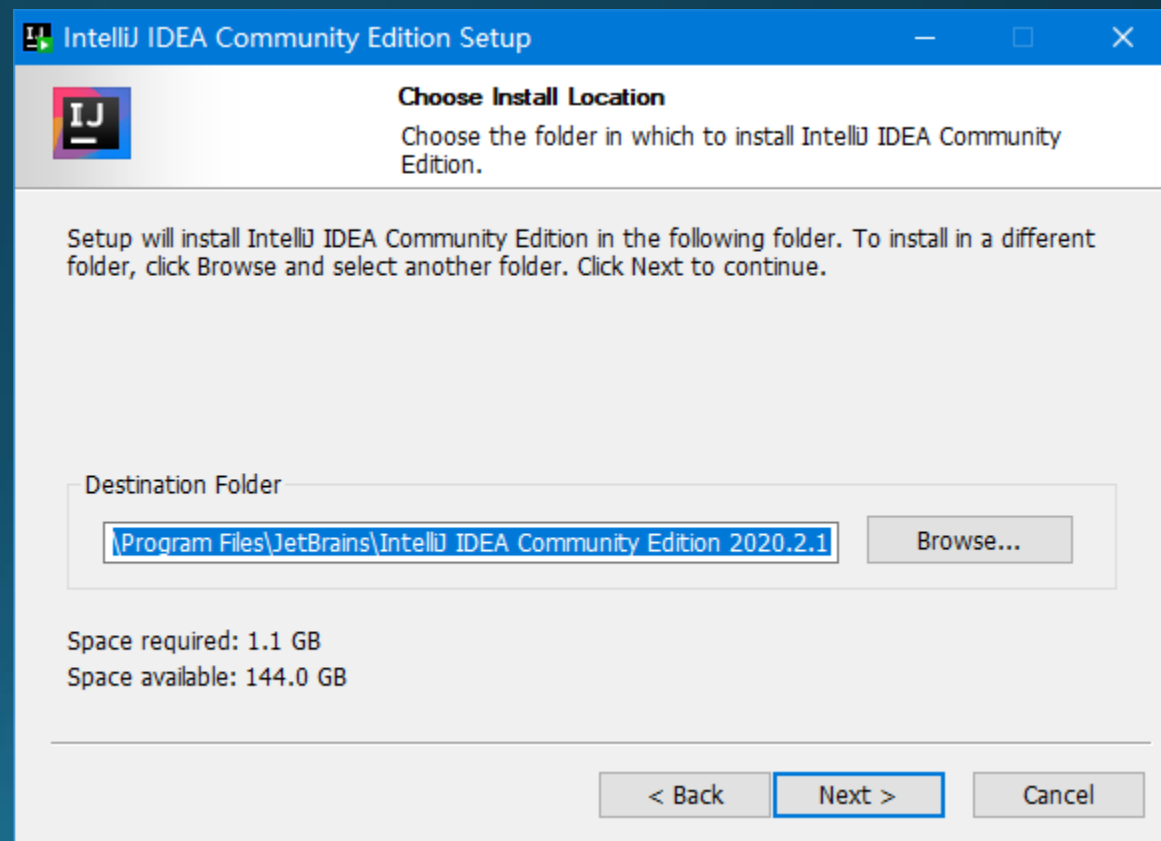 IntelliJ IDEA Community Edition Setup
IJ
Choose Install Location
Choose the folder in which to install IntelliJ IDEA Community
Edition.
Setup will install IntelliJ IDEA Community Edition in the following folder. To install in a different
folder, click Browse and select another folder. Click Next to continue.
Destination Folder
\Program Files\JetBrains\IntelliJ IDEA Community Edition 2020.2.1
Browse...
Space required: 1.1 GB
Space available: 144.0 GB
< Back
Next >
Cancel